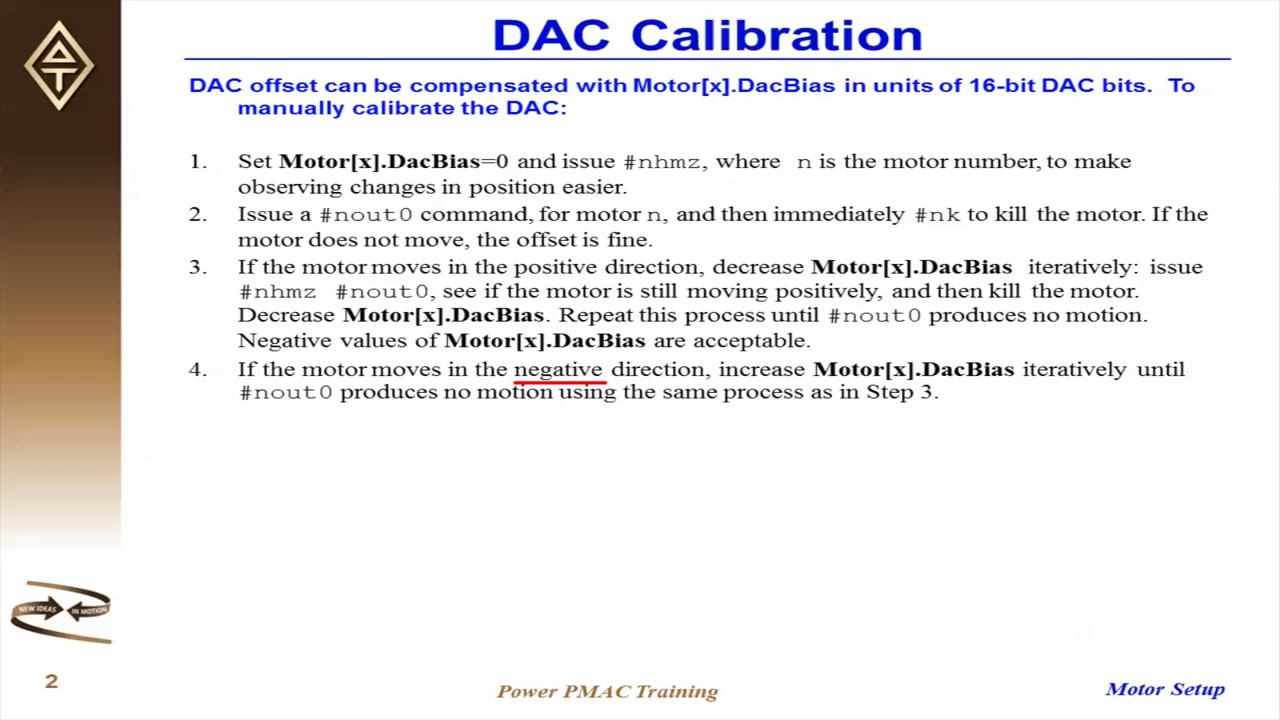 DAC Calibration
DAC offset can be compensated with Motor[x].DacBias in units of 16-bit DAC bits. To
manually calibrate the DAC:
1. Set Motor[x].DacBias=0 and issue #nhmz, where n is the motor number, to make
observing changes in position easier.
2. Issue a #nout0 command, for motor n, and then immediately #nk to kill the motor. If the
motor does not move, the offset is fine.
3. If the motor moves in the positive direction, decrease Motor[x].DacBias iteratively: issue
#nhmz #nout0, see if the motor is still moving positively, and then kill the motor.
Decrease Motor[x].DacBias. Repeat this process until #nout0 produces no motion.
Negative values of Motor[x].DacBias are acceptable.
4. If the motor moves in the negative direction, increase Motor[x].DacBias iteratively until
#nout0 produces no motion using the same process as in Step 3.
NEW IDEAS IN MOTION
2
Power PMAC Training
Motor Setup